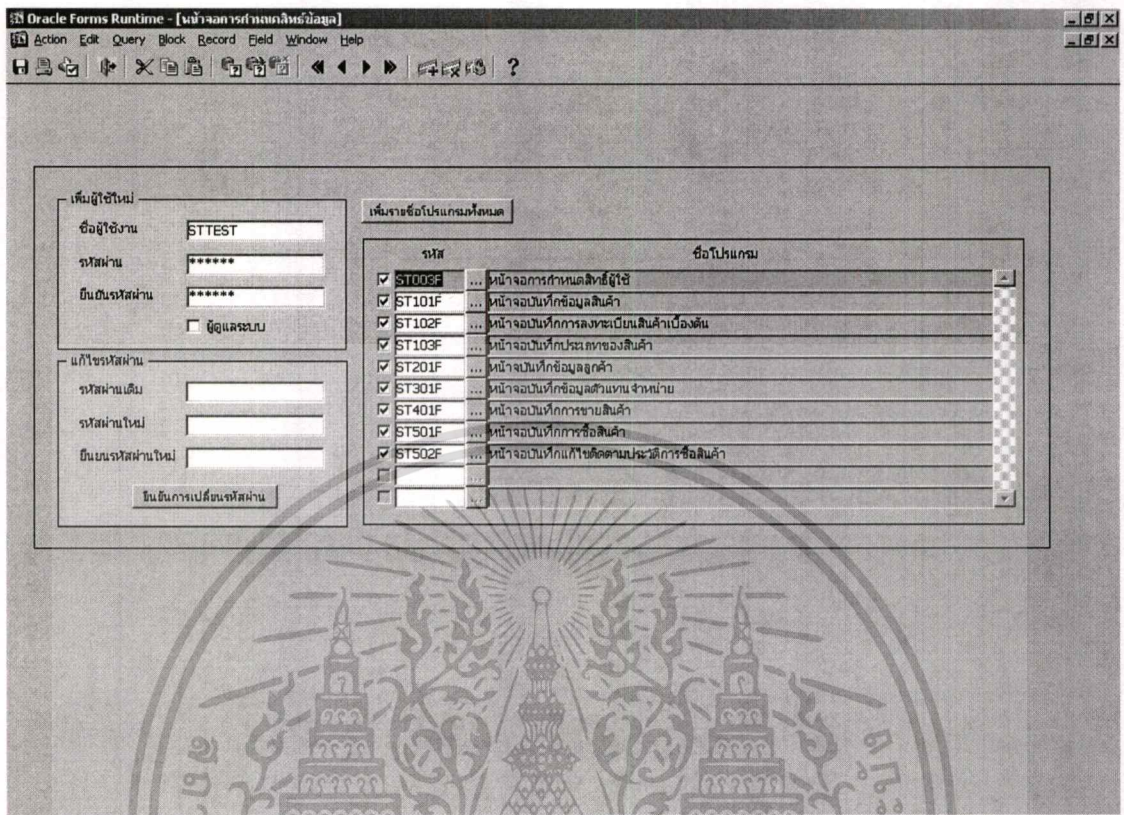 Oracle Forms Runtime - [หน้าจอการกำหนดสิทธิ์ข้อมูล]
Action Edit Query Block Record Field Window Help
เพิ่มผู้ใช้ใหม่
ชื่อผู้ใช้งาน STTEST
รหัสผ่าน ******
ยืนยันรหัสผ่าน ******
ผู้ดูแลระบบ
แก้ไขรหัสผ่าน
รหัสผ่านเดิม
รหัสผ่านใหม่
ยืนยนรหัสผ่านใหม่
ยืนยันการเปลี่ยนรหัสผ่าน
เพิ่มรายชื่อโปรแกรมทั้งหมด
รหัส ชื่อโปรแกรม
ST003F ... หน้าจอการกำหนดสิทธิ์ผู้ใช้
ST101F ... หน้าจอบันทึกข้อมูลสินค้า
ST102F ... หน้าจอบันทึกการลงทะเบียนสินค้าเบื้องต้น
ST103F ... หน้าจอบันทึกประเภทของสินค้า
ST201F ... หน้าจบันทึกข้อมูลลูกค้า
ST301F ... หน้าจอบันทึกข้อมูลตัวแทนจำหน่าย
ST401F ... หน้าจอบันทึกการขายสินค้า
ST501F ... หน้าจอบันทึกการซื้อสินค้า
ST502F ... หน้าจอบันทึกแก้ไขติดตามประวัติการซื้อสินค้า
...
...